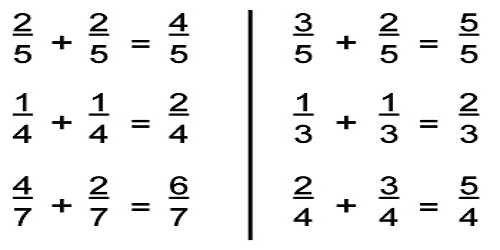 2/5 + 2/5 = 4/5
1/4 + 1/4 = 2/4
4/7 + 2/7 = 6/7
3/5 + 2/5 = 5/5
1/3 + 1/3 = 2/3
2/4 + 3/4 = 5/4